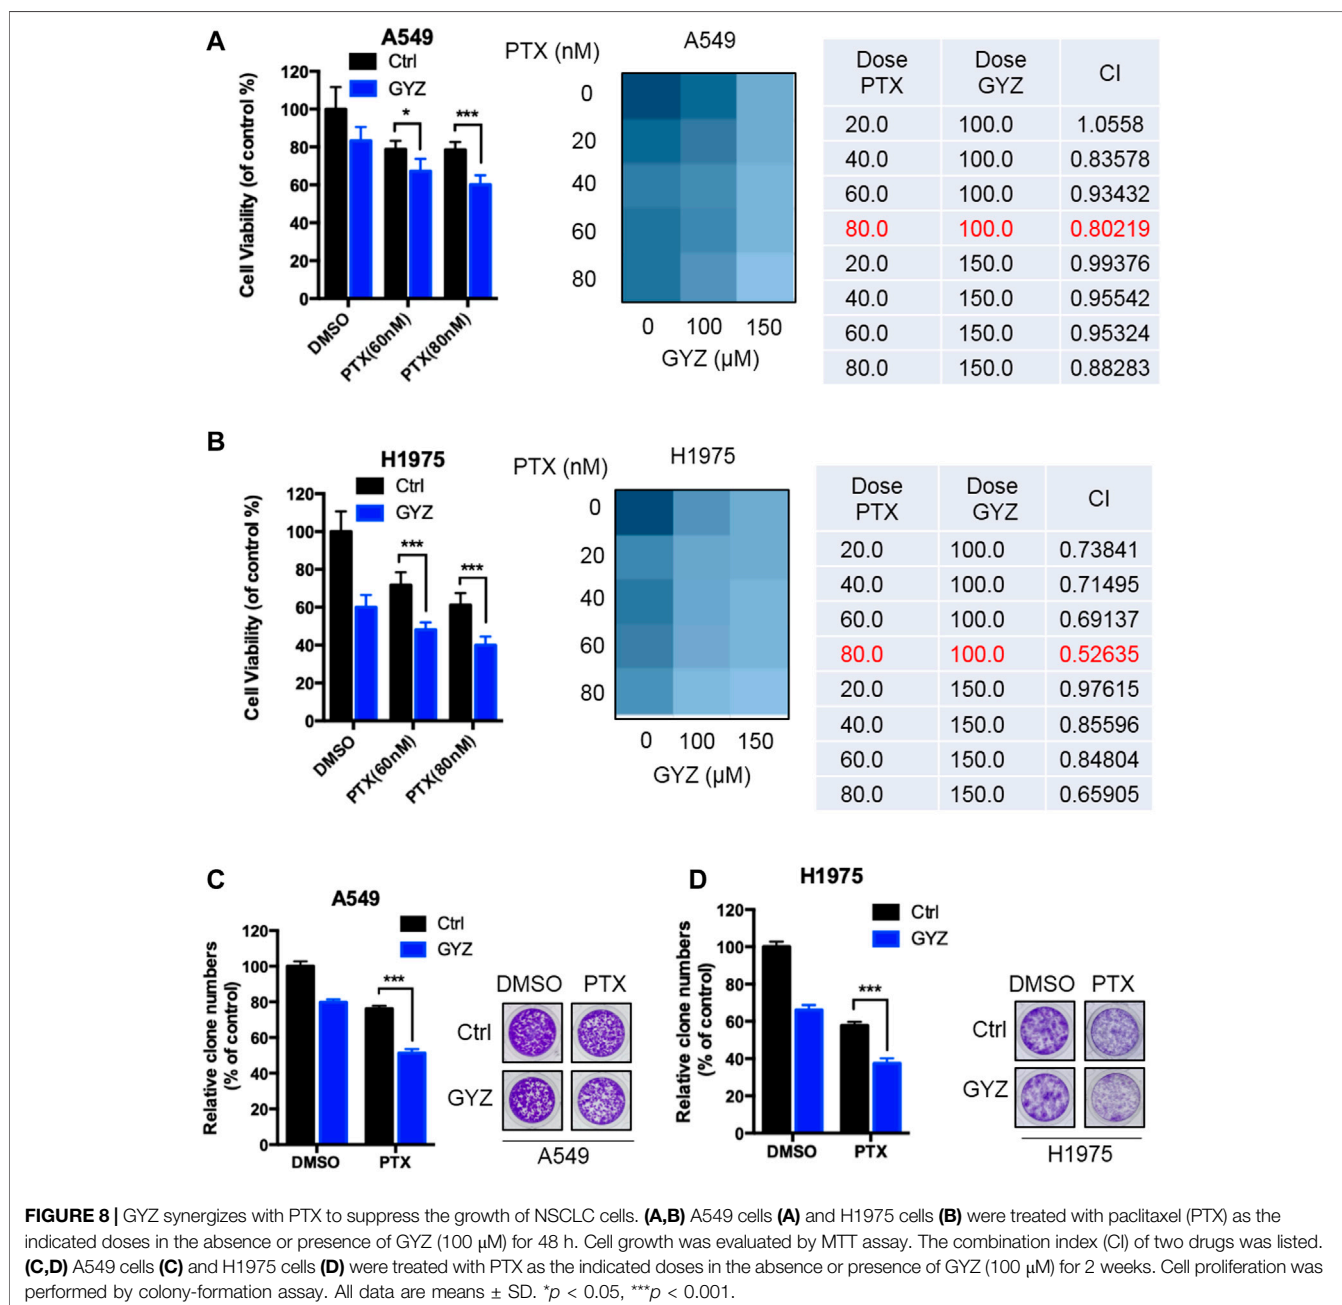 A
A549
Ctrl
GYZ
Cell Viability (of control %)
120
100
80
60
40
20
0
*
***
DMSO
PTX(60nM)
PTX(80nM)
PTX (nM)
A549
0
20
40
60
80
0 100 150
GYZ (μM)
Dose PTX Dose GYZ CI
20.0 100.0 1.0558
40.0 100.0 0.83578
60.0 100.0 0.93432
80.0 100.0 0.80219
20.0 150.0 0.99376
40.0 150.0 0.95542
60.0 150.0 0.95324
80.0 150.0 0.88283
B
H1975
Ctrl
GYZ
Cell Viability (of control %)
120
100
80
60
40
20
0
***
***
DMSO
PTX(60nM)
PTX(80nM)
PTX (nM)
H1975
0
20
40
60
80
0 100 150
GYZ (μM)
Dose PTX Dose GYZ CI
20.0 100.0 0.73841
40.0 100.0 0.71495
60.0 100.0 0.69137
80.0 100.0 0.52635
20.0 150.0 0.97615
40.0 150.0 0.85596
60.0 150.0 0.84804
80.0 150.0 0.65905
C
A549
Ctrl
GYZ
Relative clone numbers
(% of control)
120
100
80
60
40
20
0
***
DMSO PTX
DMSO PTX
Ctrl
GYZ
A549
D
H1975
Ctrl
GYZ
Relative clone numbers
(% of control)
120
100
80
60
40
20
0
***
DMSO PTX
DMSO PTX
Ctrl
GYZ
H1975
FIGURE 8 | GYZ synergizes with PTX to suppress the growth of NSCLC cells. (A,B) A549 cells (A) and H1975 cells (B) were treated with paclitaxel (PTX) as the
indicated doses in the absence or presence of GYZ (100 μM) for 48 h. Cell growth was evaluated by MTT assay. The combination index (CI) of two drugs was listed.
(C,D) A549 cells (C) and H1975 cells (D) were treated with PTX as the indicated doses in the absence or presence of GYZ (100 μM) for 2 weeks. Cell proliferation was
performed by colony-formation assay. All data are means ± SD. *p < 0.05, ***p < 0.001.